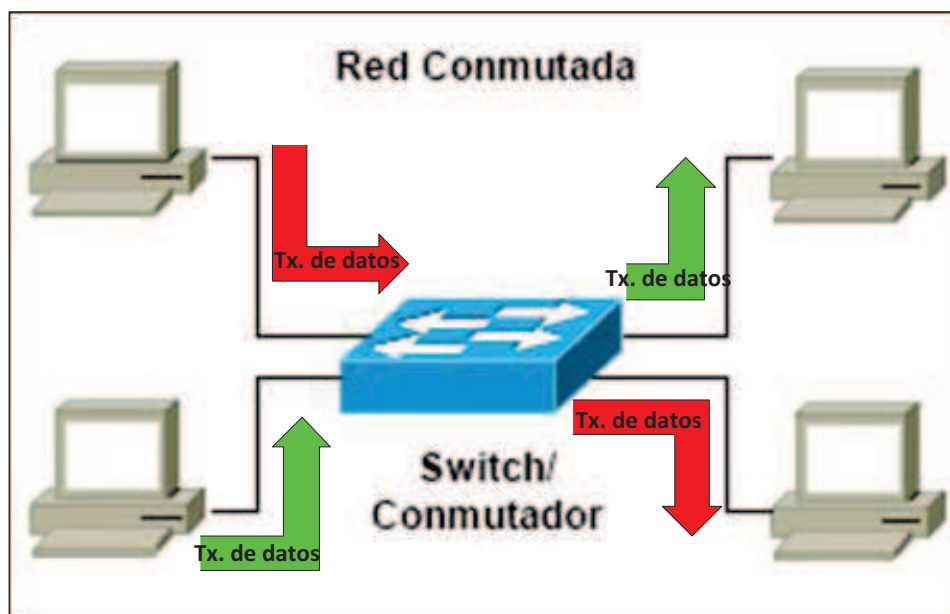 Red Conmutada
Tx. de datos
Tx. de datos
Tx. de datos
Switch/
Conmutador
Tx. de datos